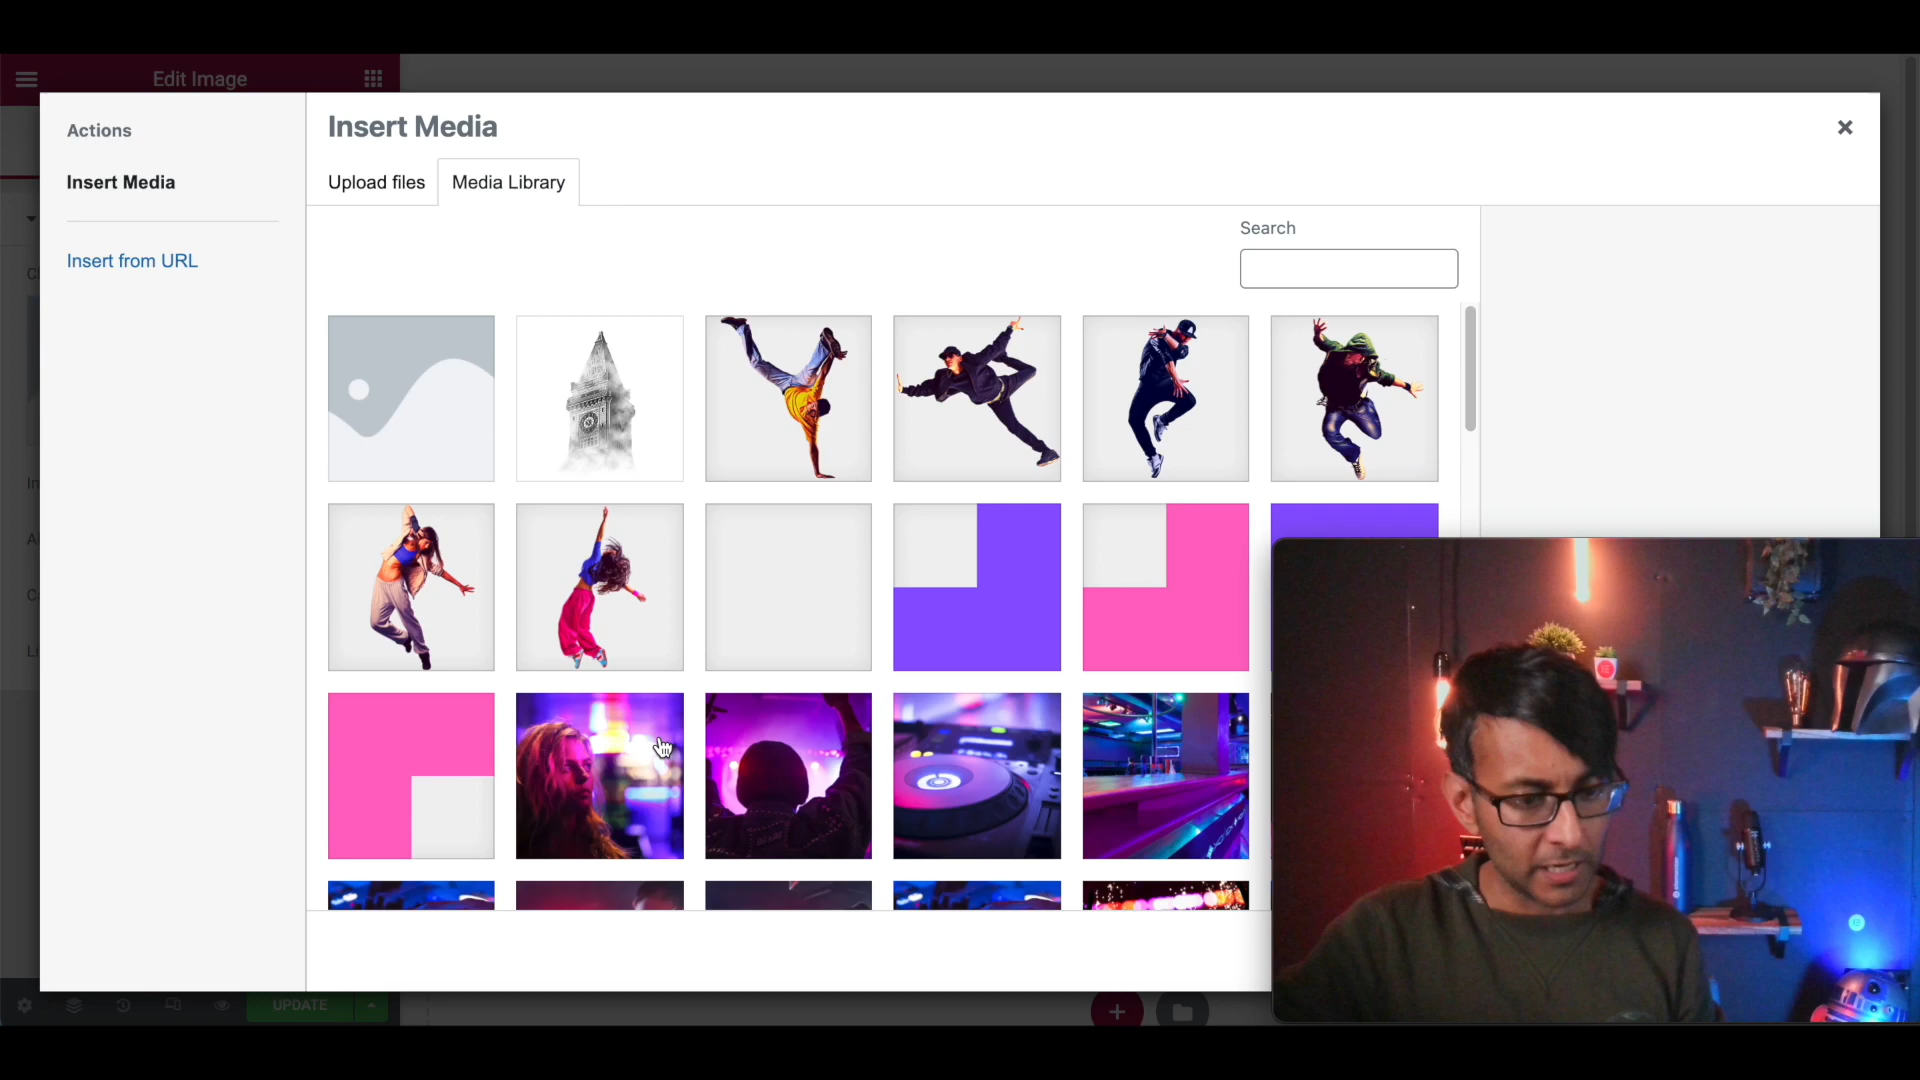 Edit Image
Actions
Insert Media
Insert from URL
Insert Media
Upload files
Media Library
Search
UPDATE